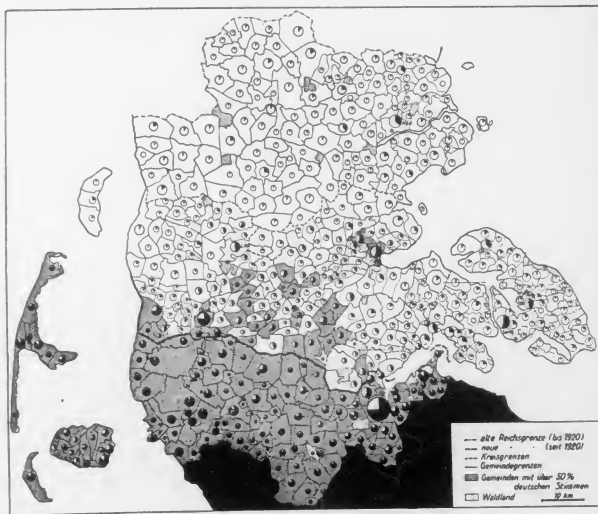 alte Reichsgrenze (bis 1920)
neue " (seit 1920)
Kreisgrenzen
Gemeindegrenzen
Gemeinden mit über 50%
deutschen Stimmen
Waldland 10 km